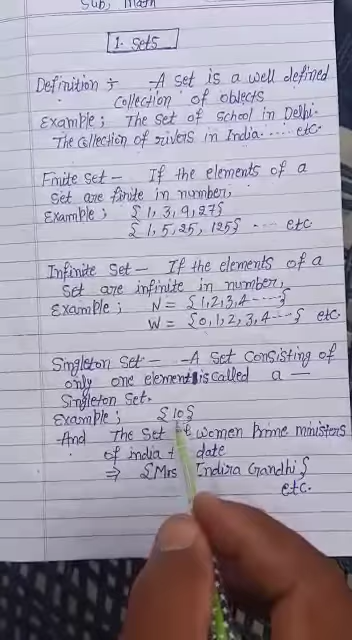 Sub; Math
1. Sets
Definition ÷ A set is a well defined
Collection of objects
Example; The set of school in Delhi.
The collection of rivers in India..... etc.
Finite set - If the elements of a
Set are finite in number;
Example; {1, 3, 9, 27}
{1, 5, 25, 125} .... etc
Infinite Set - If the elements of a
Set are infinite in number,
Example; N = {1,2,3,4-----}
W = {0,1,2,3,4---} etc.
Singleton Set - A Set Consisting of
only one element is called a —
Singleton Set.
Example; {10}
And The Set of women Prime ministers
of india date
⇒ {Mrs Indira Gandhi}
etc.